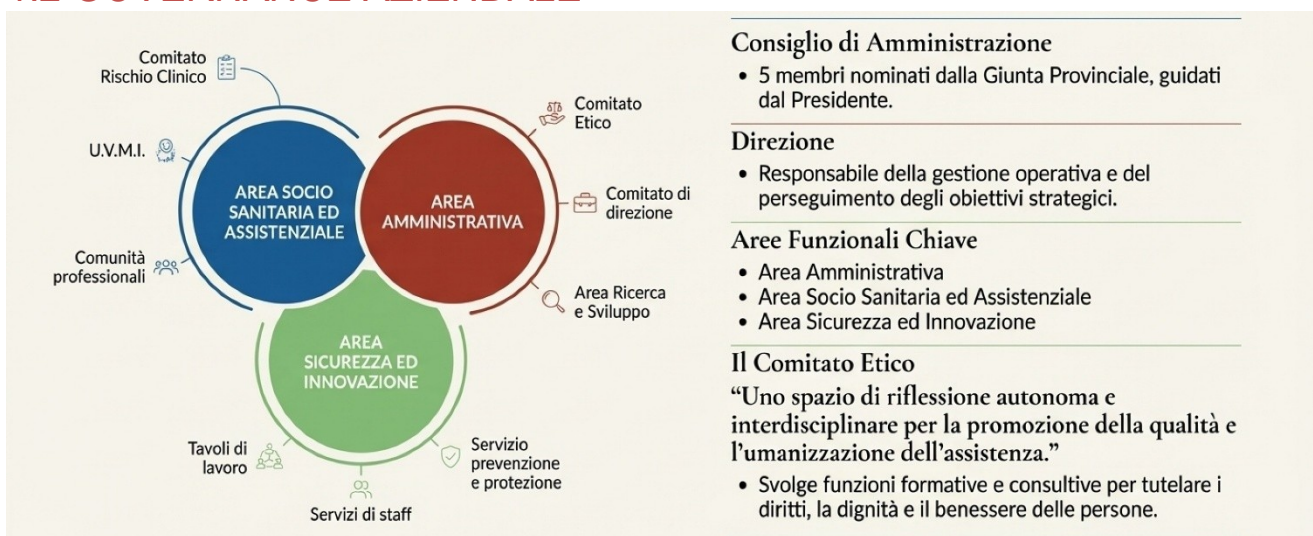 Comitato
Rischio Clinico
U.V.M.I.
Comunità
professionali
AREA SOCIO
SANITARIA ED
ASSISTENZIALE
AREA
AMMINISTRATIVA
Comitato
Etico
Comitato di
direzione
Area Ricerca
e Sviluppo
AREA
SICUREZZA ED
INNOVAZIONE
Tavoli di
lavoro
Servizi di staff
Servizio
prevenzione
e protezione
Consiglio di Amministrazione
• 5 membri nominati dalla Giunta Provinciale, guidati
dal Presidente.
Direzione
• Responsabile della gestione operativa e del
perseguimento degli obiettivi strategici.
Aree Funzionali Chiave
• Area Amministrativa
• Area Socio Sanitaria ed Assistenziale
• Area Sicurezza ed Innovazione
Il Comitato Etico
“Uno spazio di riflessione autonoma e
interdisciplinare per la promozione della qualità e
l’umanizzazione dell’assistenza.”
• Svolge funzioni formative e consultive per tutelare i
diritti, la dignità e il benessere delle persone.